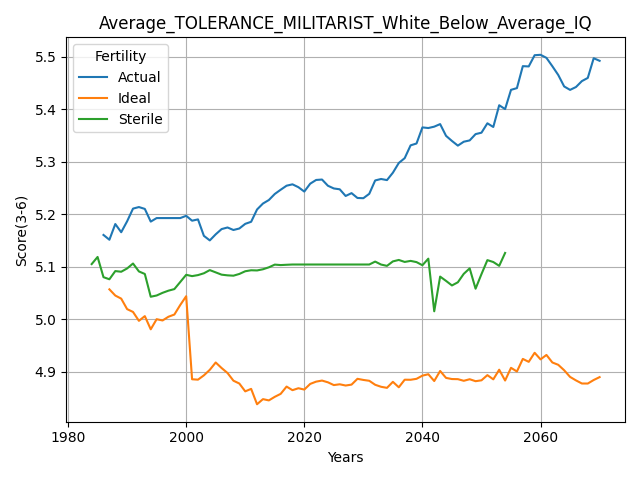 Average_TOLERANCE_MILITARIST_White_Below_Average_IQ
Fertility
Actual
Ideal
Sterile
Score(3-6)
5.5
5.4
5.3
5.2
5.1
5.0
4.9
1980
2000
2020
2040
2060
Years